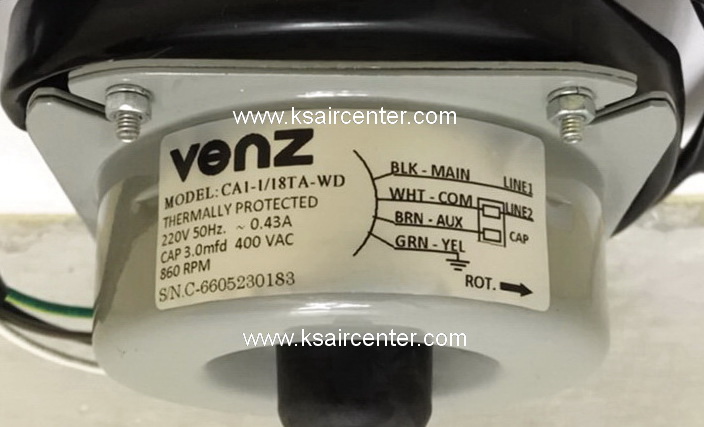 www.ksaircenter.com
venz
MODEL: CA1-1/18TA-WD
THERMALLY PROTECTED
220V 50Hz. ~ 0.43A
CAP 3.0mfd 400 VAC
860 RPM
S/N.C-6605230183
BLK - MAIN LINE1
WHT - COM LINE2
BRN - AUX CAP
GRN - YEL
ROT.
www.ksaircenter.com